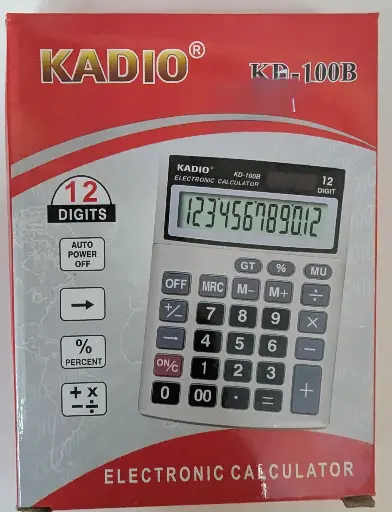 KADIO®
KD-100B
KADIO
KD-100B
ELECTRONIC CALCULATOR
12
DIGIT
123456789012
12
DIGITS
AUTO
POWER
OFF
→
%
PERCENT
+ x
- ÷
GT % MU
OFF MRC M- M+ ÷
+/- 7 8 9 ×
→ 4 5 6 -
ON/C 1 2 3 +
0 00 · =
ELECTRONIC CALCULATOR